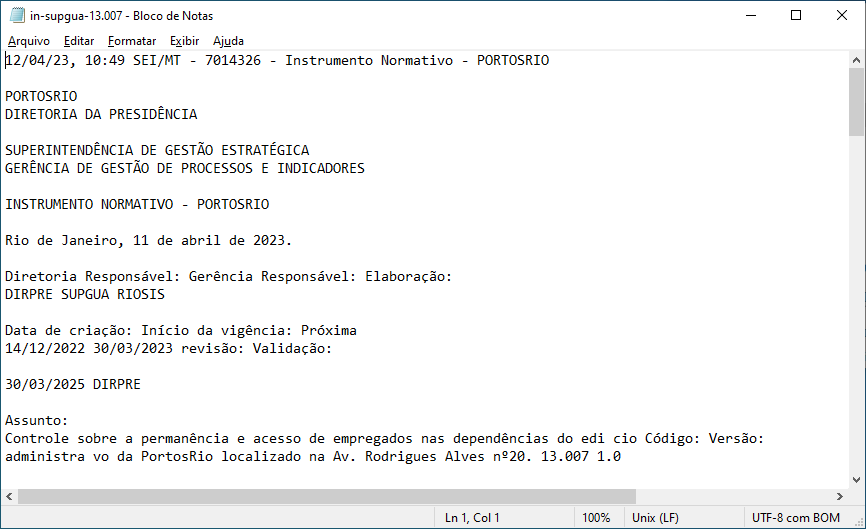 in-supgua-13.007 - Bloco de Notas
Arquivo Editar Formatar Exibir Ajuda
12/04/23, 10:49 SEI/MT - 7014326 - Instrumento Normativo - PORTOSRIO
PORTOSRIO
DIRETORIA DA PRESIDÊNCIA
SUPERINTENDÊNCIA DE GESTÃO ESTRATÉGICA
GERÊNCIA DE GESTÃO DE PROCESSOS E INDICADORES
INSTRUMENTO NORMATIVO - PORTOSRIO
Rio de Janeiro, 11 de abril de 2023.
Diretoria Responsável: Gerência Responsável: Elaboração:
DIRPRE SUPGUA RIOSIS
Data de criação: Início da vigência: Próxima
14/12/2022 30/03/2023 revisão: Validação:
30/03/2025 DIRPRE
Assunto:
Controle sobre a permanência e acesso de empregados nas dependências do edi cio Código: Versão:
administra vo da PortosRio localizado na Av. Rodrigues Alves nº20. 13.007 1.0
Ln 1, Col 1 100% Unix (LF) UTF-8 com BOM